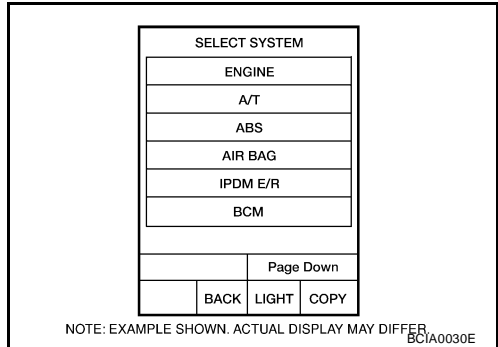 SELECT SYSTEM
ENGINE
A/T
ABS
AIR BAG
IPDM E/R
BCM
Page Down
BACK LIGHT COPY
NOTE: EXAMPLE SHOWN. ACTUAL DISPLAY MAY DIFFER.
BCIA0030E